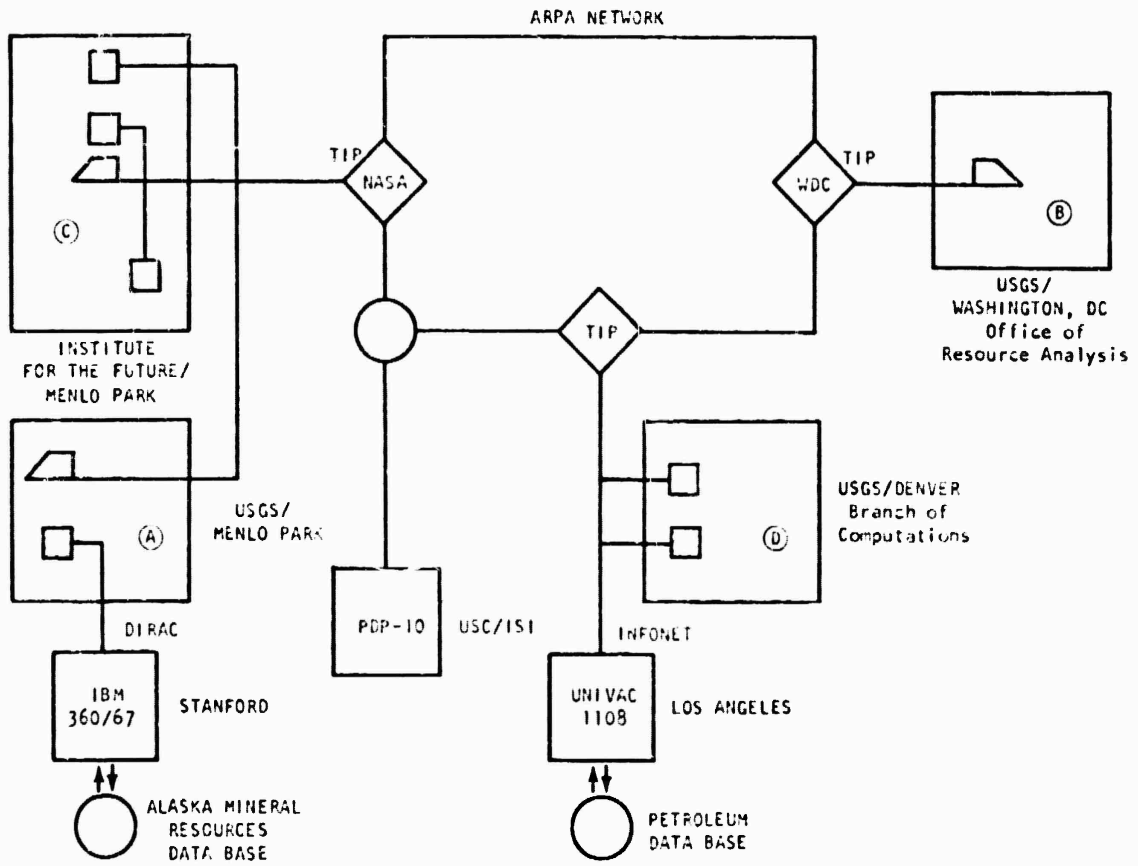 ARPA NETWORK
TIP
NASA
TIP
WDC
C
B
INSTITUTE
FOR THE FUTURE/
MENLO PARK
TIP
USGS/
WASHINGTON, DC
Office of
Resource Analysis
A
USGS/
MENLO PARK
D
USGS/DENVER
Branch of
Computations
DIRAC
PDP-10
USC/ISI
INFONET
IBM
360/67
STANFORD
UNIVAC
1108
LOS ANGELES
ALASKA MINERAL
RESOURCES
DATA BASE
PETROLEUM
DATA BASE